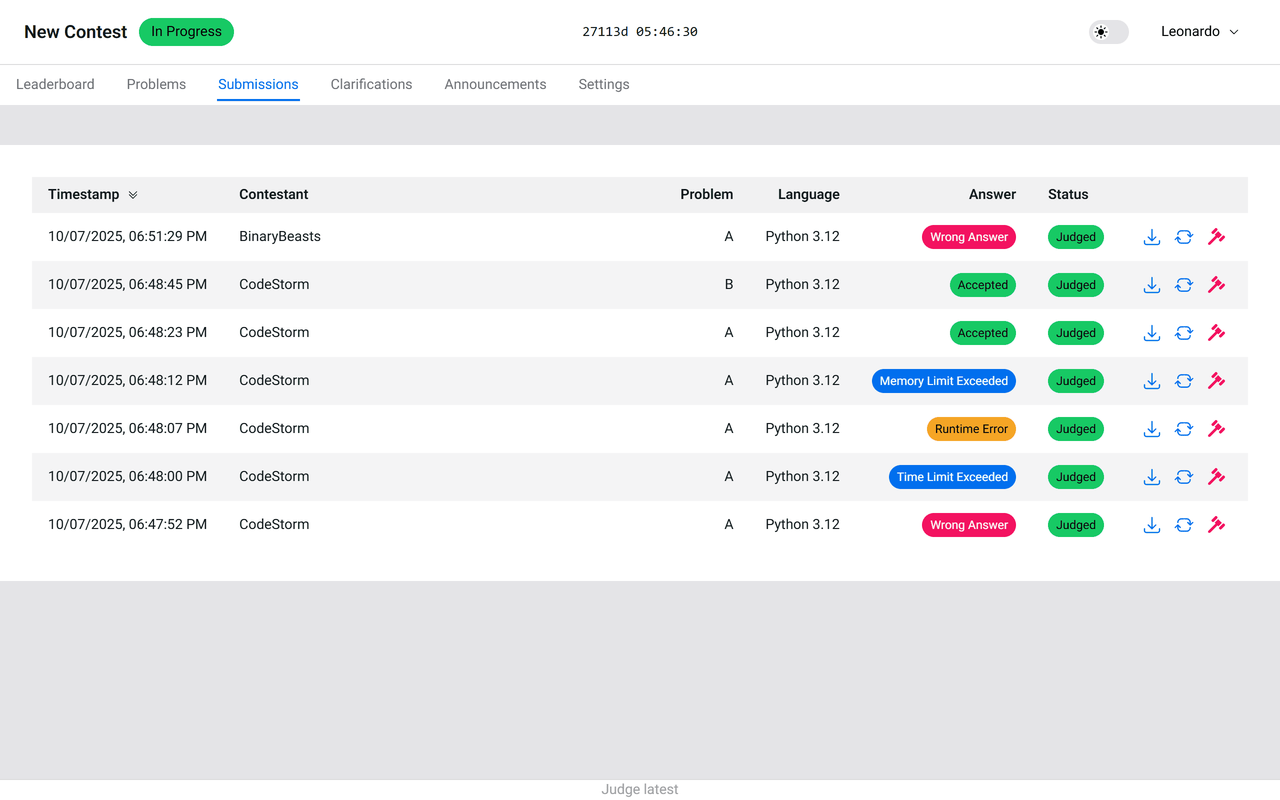 New Contest In Progress 27113d 05:46:30 Leonardo
Leaderboard Problems Submissions Clarifications Announcements Settings
Timestamp Contestant Problem Language Answer Status
10/07/2025, 06:51:29 PM BinaryBeasts A Python 3.12 Wrong Answer Judged
10/07/2025, 06:48:45 PM CodeStorm B Python 3.12 Accepted Judged
10/07/2025, 06:48:23 PM CodeStorm A Python 3.12 Accepted Judged
10/07/2025, 06:48:12 PM CodeStorm A Python 3.12 Memory Limit Exceeded Judged
10/07/2025, 06:48:07 PM CodeStorm A Python 3.12 Runtime Error Judged
10/07/2025, 06:48:00 PM CodeStorm A Python 3.12 Time Limit Exceeded Judged
10/07/2025, 06:47:52 PM CodeStorm A Python 3.12 Wrong Answer Judged
Judge latest